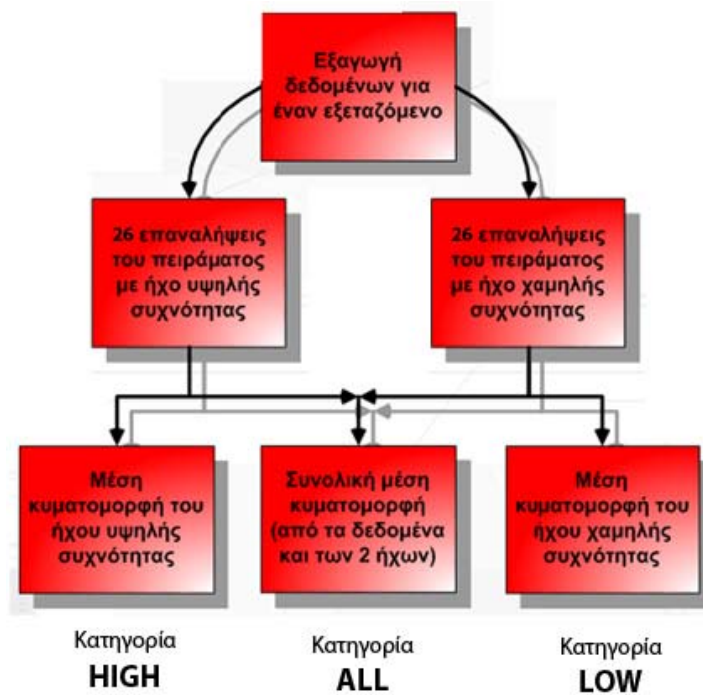 Εξαγωγή
δεδομένων για
έναν εξεταζόμενο
26 επαναλήψεις
του πειράματος
με ήχο υψηλής
συχνότητας
26 επαναλήψεις
του πειράματος
με ήχο χαμηλής
συχνότητας
Μέση
κυματομορφή του
ήχου υψηλής
συχνότητας
Συνολική μέση
κυματομορφή
(από τα δεδομένα
και των 2 ήχων)
Μέση
κυματομορφή του
ήχου χαμηλής
συχνότητας
Κατηγορία
HIGH
Κατηγορία
ALL
Κατηγορία
LOW